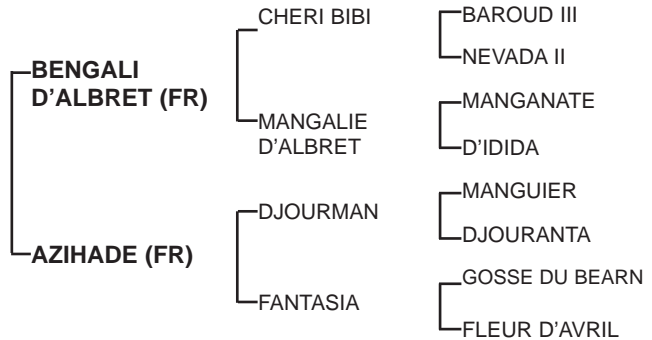 CHERI BIBI
BAROUD III
NEVADA II
BENGALI
D’ALBRET (FR)
MANGALIE
D’ALBRET
MANGANATE
D’IDIDA
AZIHADE (FR)
DJOURMAN
MANGUIER
DJOURANTA
FANTASIA
GOSSE DU BEARN
FLEUR D’AVRIL